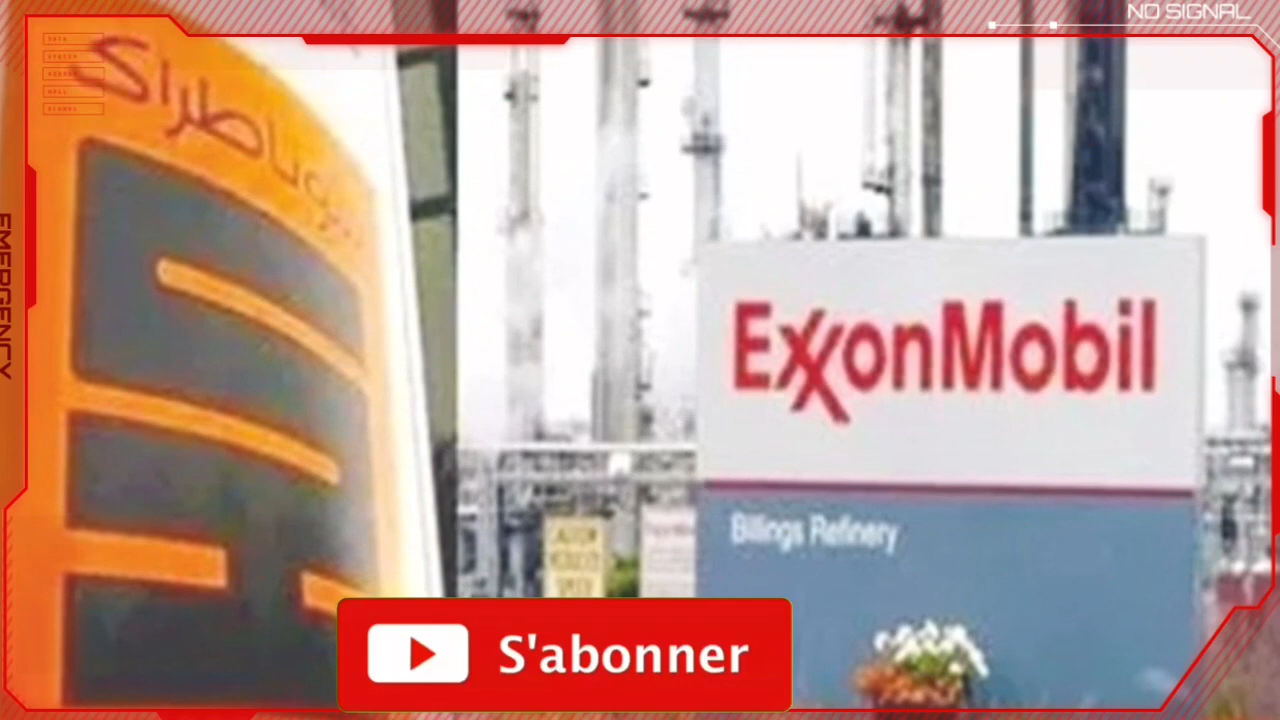 NO SIGNAL
سوناطراك
ExxonMobil
Billings Refinery
S'abonner
EMERGENCY